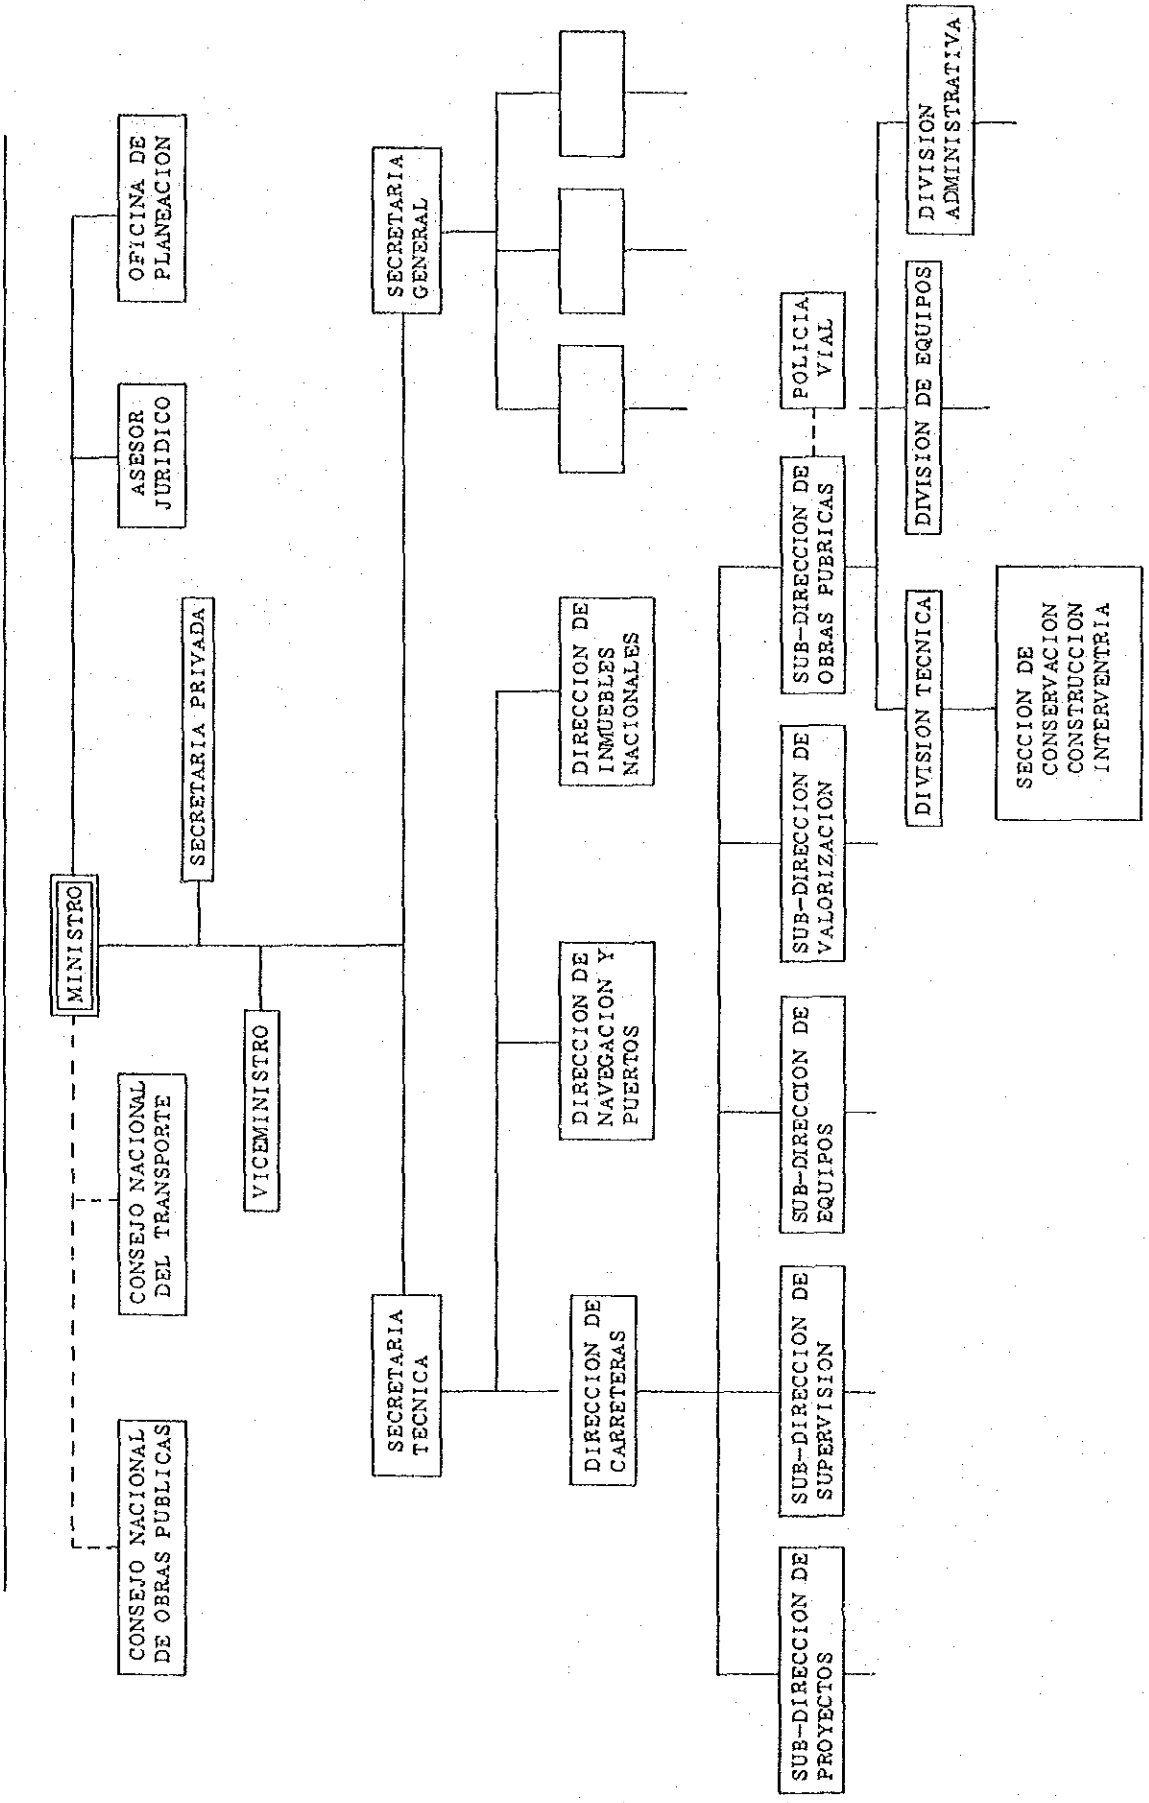 MINISTRO
CONSEJO NACIONAL
DE OBRAS PUBLICAS
CONSEJO NACIONAL
DEL TRANSPORTE
ASESOR
JURIDICO
OFICINA DE
PLANEACION
SECRETARIA PRIVADA
VICEMINISTRO
SECRETARIA
TECNICA
SECRETARIA
GENERAL
DIRECCION DE
CARRETERAS
DIRECCION DE
NAVEGACION Y
PUERTOS
DIRECCION DE
INMUEBLES
NACIONALES
SUB-DIRECCION DE
PROYECTOS
SUB-DIRECCION DE
SUPERVISION
SUB-DIRECCION DE
EQUIPOS
SUB-DIRECCION DE
VALORIZACION
SUB-DIRECCION DE
OBRAS PUBRICAS
POLICIA
VIAL
DIVISION TECNICA
DIVISION DE EQUIPOS
DIVISION
ADMINISTRATIVA
SECCION DE
CONSERVACION
CONSTRUCCION
INTERVENTRIA